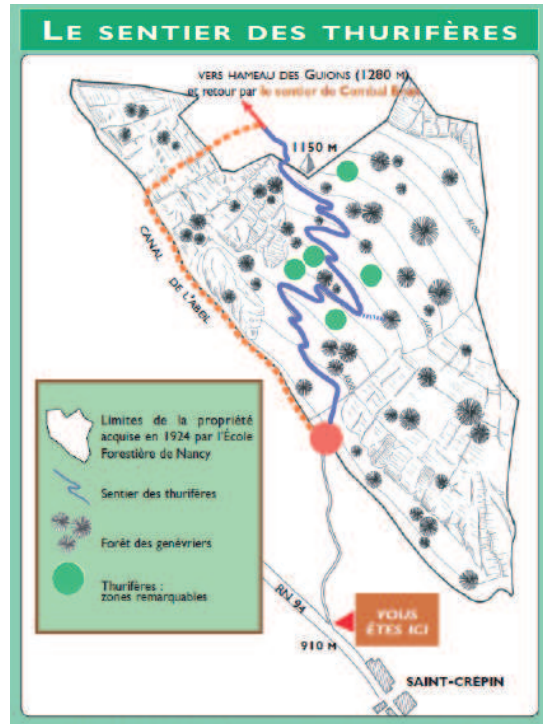 LE SENTIER DES THURIFÈRES
VERS HAMEAU DES GUIONS (1280 M)
et retour par le sentier de Combal
1150 M
CANAL
DE L'ABEL
Limites de la propriété
acquise en 1924 par l'École
Forestière de Nancy
Sentier des thurifères
Forêt des genévriers
Thurifères :
zones remarquables
RN 94
VOUS
ÊTES ICI
910 M
SAINT-CRÉPIN